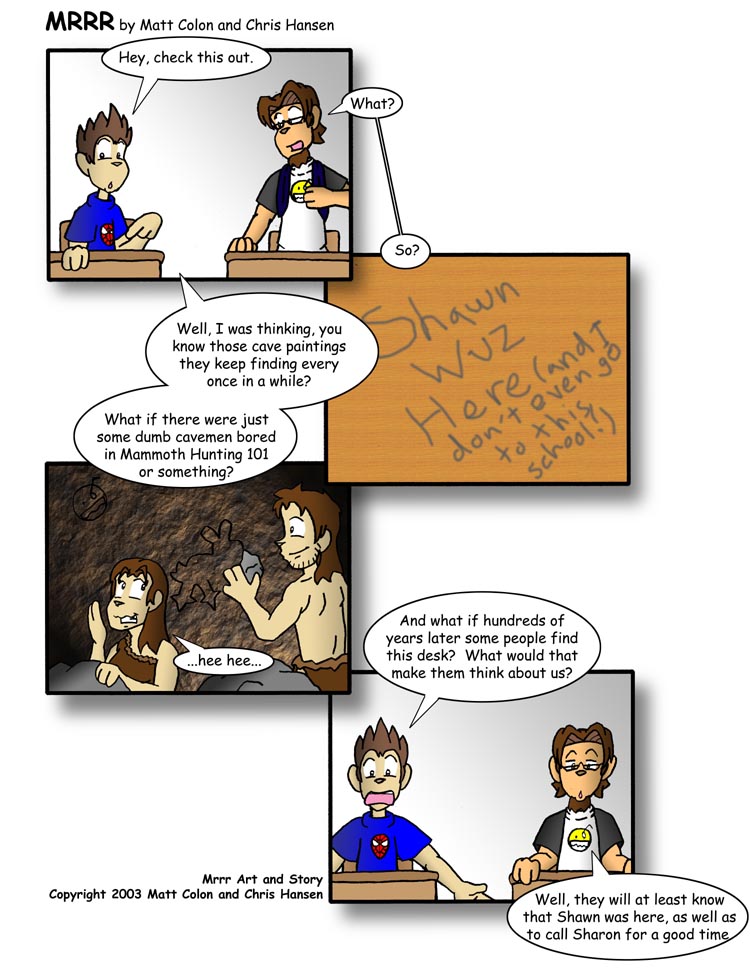 MRRR by Matt Colon and Chris Hansen
Hey, check this out.
What?
So?
Shawn
Wuz
Here (and I
don't even go
to this
school!)
Well, I was thinking, you
know those cave paintings
they keep finding every
once in a while?
What if there were just
some dumb cavemen bored
in Mammoth Hunting 101
or something?
...hee hee...
And what if hundreds of
years later some people find
this desk? What would that
make them think about us?
Well, they will at least know
that Shawn was here, as well as
to call Sharon for a good time.
Mrrr Art and Story
Copyright 2003 Matt Colon and Chris Hansen